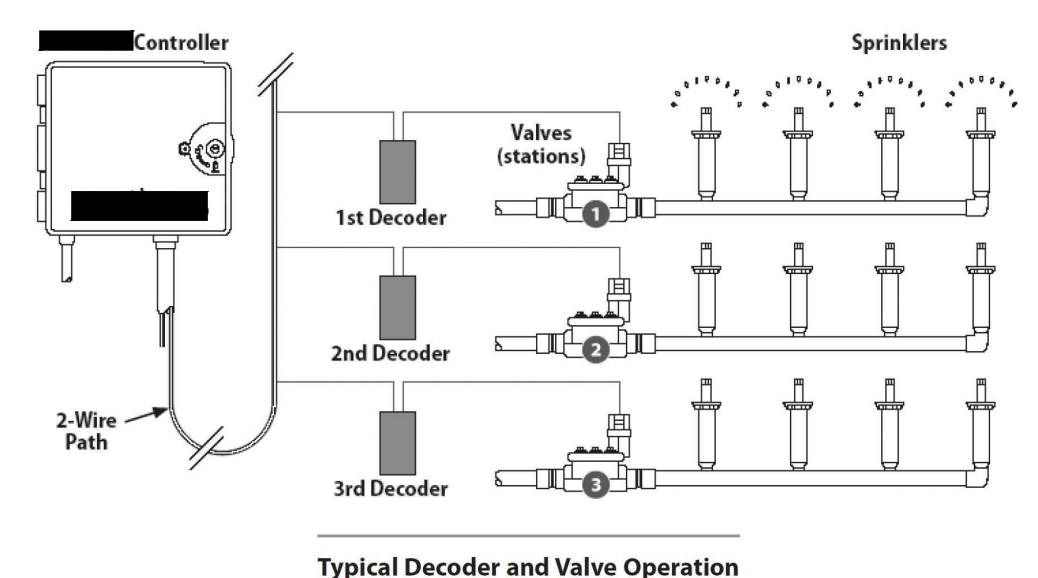 Controller
Sprinklers
Valves
(stations)
1
1st Decoder
2
2nd Decoder
2-Wire
Path
3
3rd Decoder
Typical Decoder and Valve Operation